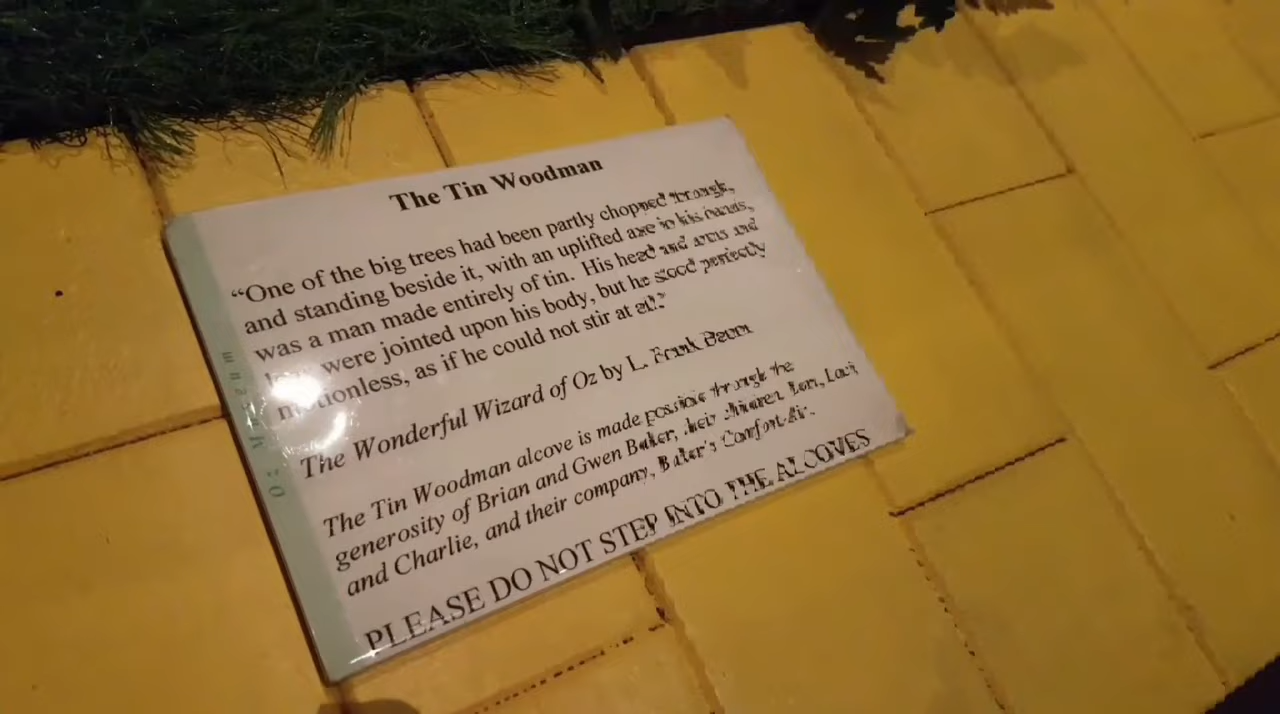 The Tin Woodman
“One of the big trees had been partly chopped through,
and standing beside it, with an uplifted axe in his hands,
was a man made entirely of tin. His head and arms and
were jointed upon his body, but he stood perfectly
motionless, as if he could not stir at all.”
The Wonderful Wizard of Oz by L. Frank Baum
The Tin Woodman alcove is made possible through the
generosity of Brian and Gwen Baker, their children,
and Charlie, and their company, Baker's Comfort-Air.
PLEASE DO NOT STEP INTO THE ALCOVES
Oz Museum